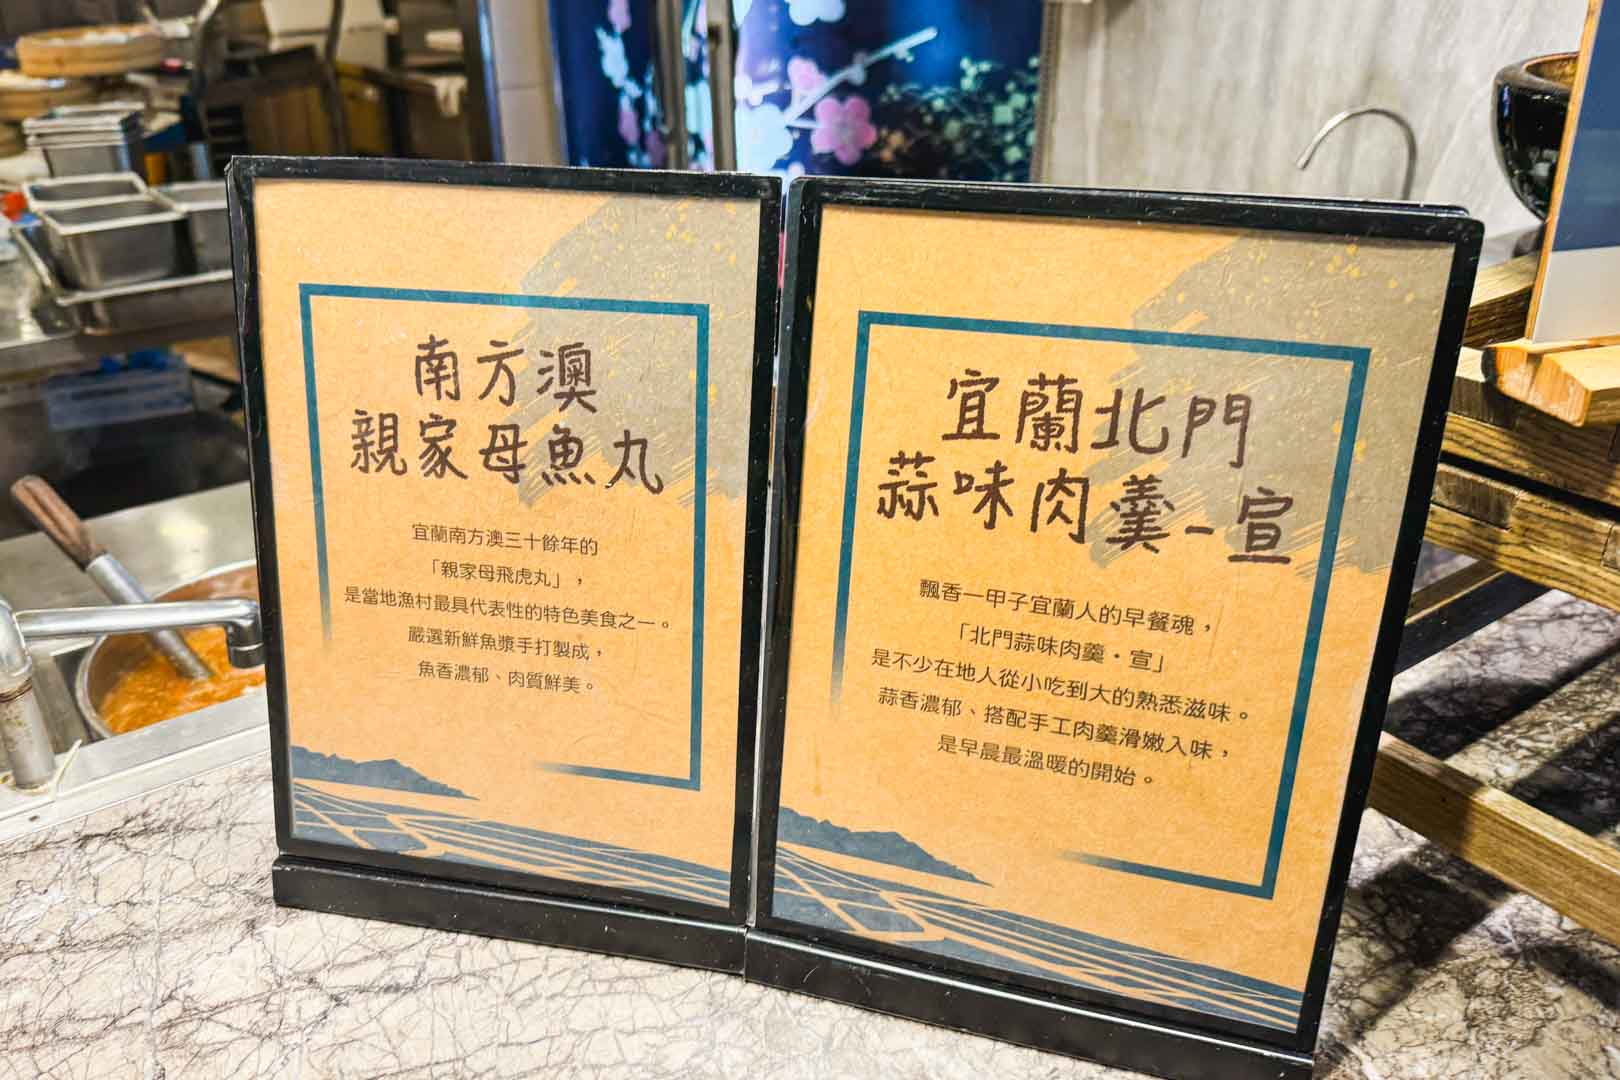 南方澳
親家母魚丸
宜蘭南方澳三十餘年的
「親家母飛虎丸」，
是當地漁村最具代表性的特色美食之一。
嚴選新鮮魚漿手打製成，
魚香濃郁、肉質鮮美。
宜蘭北門
蒜味肉羹-宣
飄香一甲子宜蘭人的早餐魂，
「北門蒜味肉羹・宣」
是不少在地人從小吃到大的熟悉滋味。
蒜香濃郁、搭配手工肉羹滑嫩入味，
是早晨最溫暖的開始。